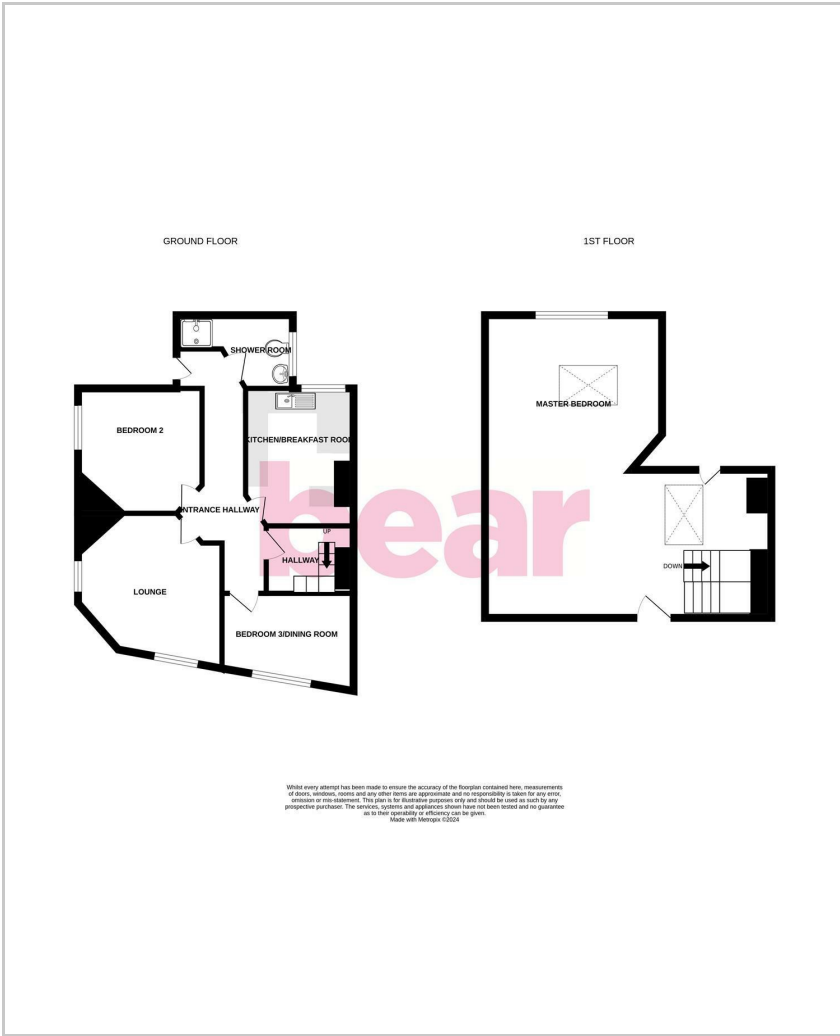 GROUND FLOOR
1ST FLOOR
SHOWER ROOM
BEDROOM 2
KITCHEN/BREAKFAST ROOM
MASTER BEDROOM
ENTRANCE HALLWAY
UP
HALLWAY
DOWN
LOUNGE
BEDROOM 3/DINING ROOM
bear
Whilst every attempt has been made to ensure the accuracy of the floorplan contained here, measurements
of doors, windows, rooms and any other items are approximate and no responsibility is taken for any error,
omission or mis-statement. This plan is for illustrative purposes only and should be used as such by any
prospective purchaser. The services, systems and appliances shown have not been tested and no guarantee
as to their operability or efficiency can be given.
Made with Metropix ©2024